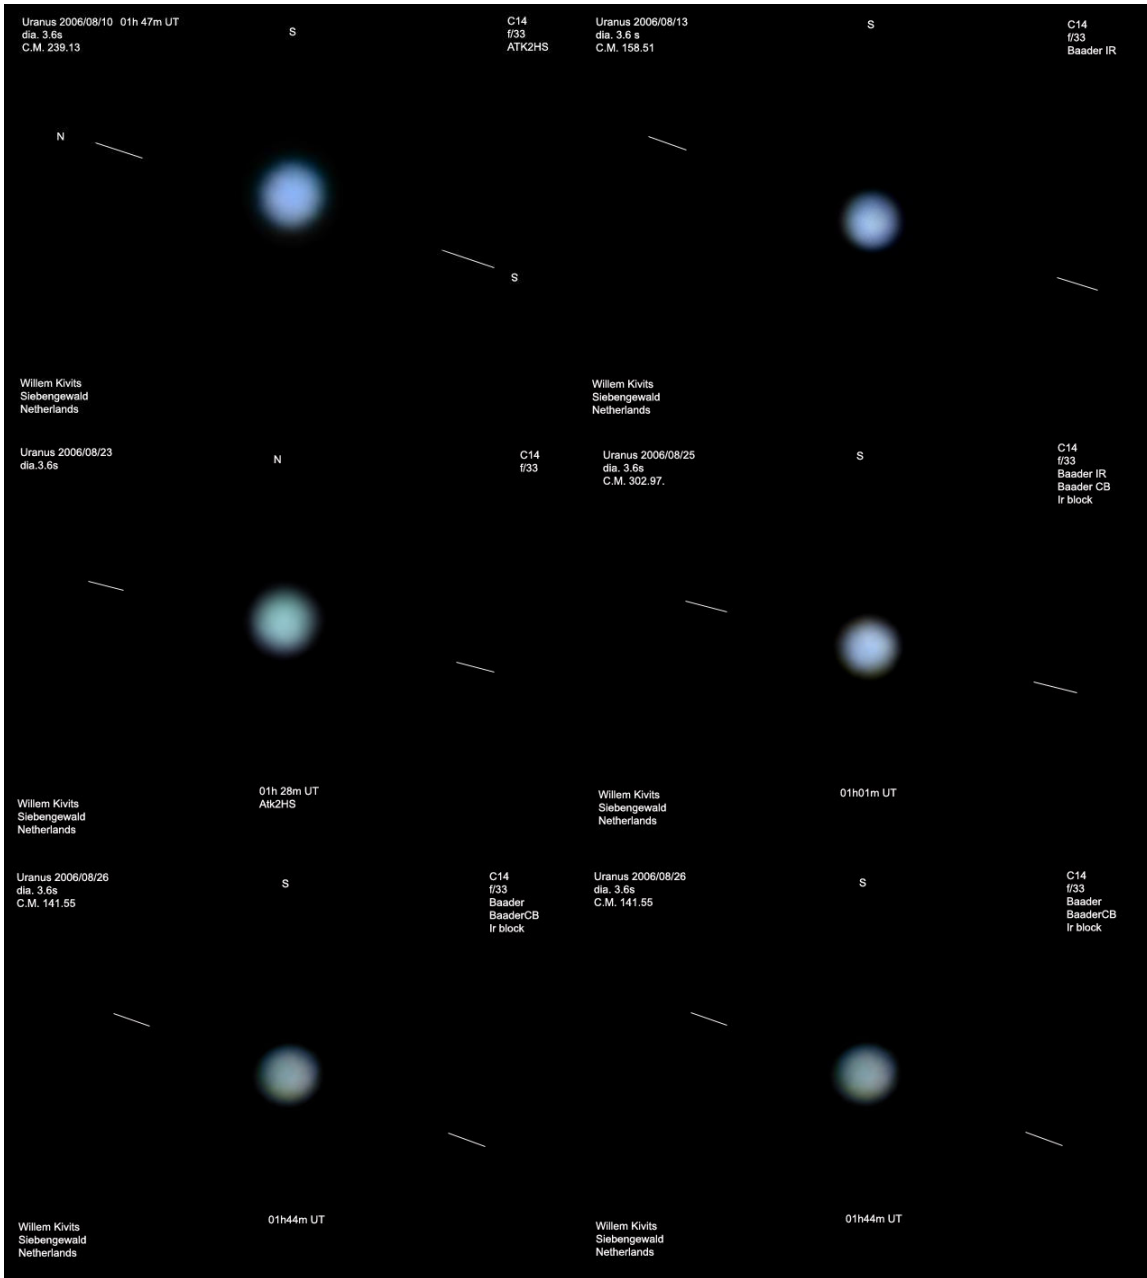 Uranus 2006/08/10 01h 47m UT
dia. 3.6s
C.M. 239.13
S
C14
f/33
ATK2HS
N
S
Willem Kivits
Siebengewald
Netherlands
Uranus 2006/08/13
dia. 3.6 s
C.M. 158.51
S
C14
f/33
Baader IR
Willem Kivits
Siebengewald
Netherlands
Uranus 2006/08/23
dia.3.6s
N
C14
f/33
01h 28m UT
Atk2HS
Willem Kivits
Siebengewald
Netherlands
Uranus 2006/08/25
dia. 3.6s
C.M. 302.97.
S
C14
f/33
Baader IR
Baader CB
Ir block
01h01m UT
Willem Kivits
Siebengewald
Netherlands
Uranus 2006/08/26
dia. 3.6s
C.M. 141.55
S
C14
f/33
Baader
BaaderCB
Ir block
01h44m UT
Willem Kivits
Siebengewald
Netherlands
Uranus 2006/08/26
dia. 3.6s
C.M. 141.55
S
C14
f/33
Baader
BaaderCB
Ir block
01h44m UT
Willem Kivits
Siebengewald
Netherlands